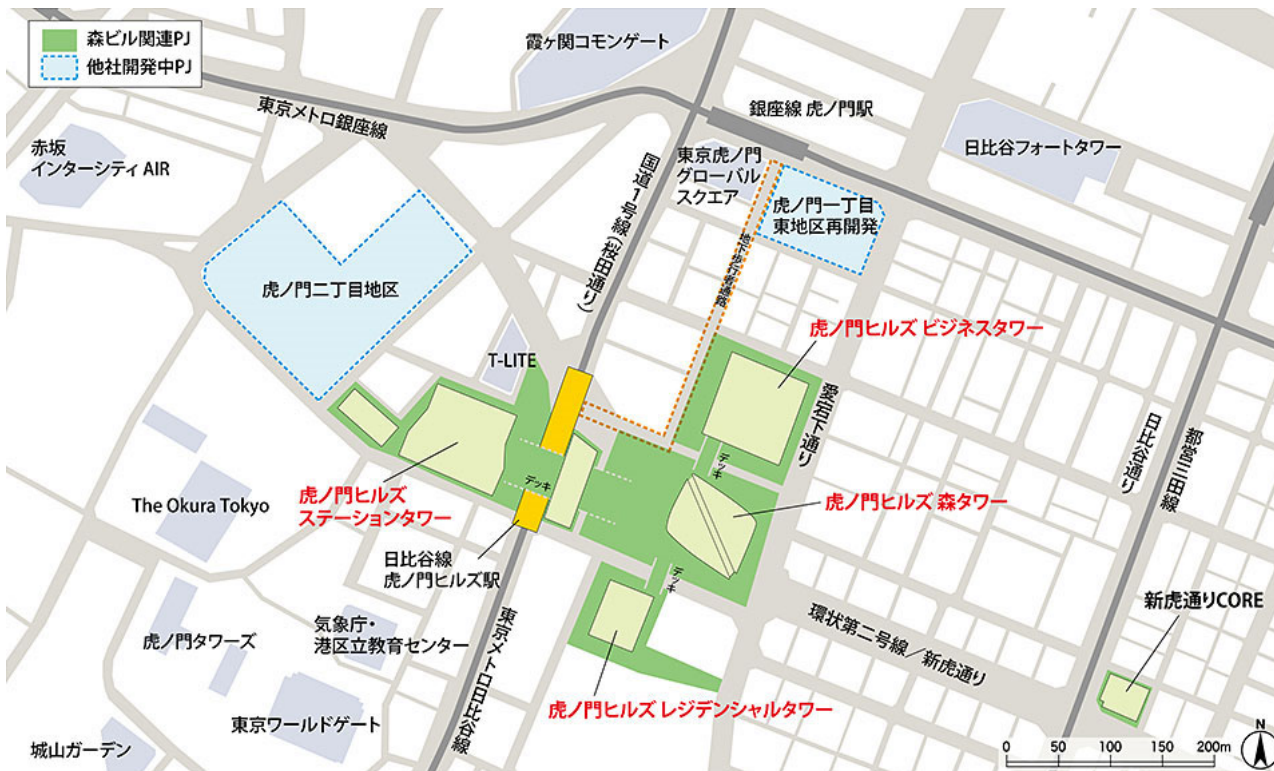 森ビル関連PJ
他社開発中PJ
霞ヶ関コモンゲート
東京メトロ銀座線
銀座線 虎ノ門駅
赤坂
インターシティ AIR
国道1号線(桜田通り)
東京虎ノ門
グローバル
スクエア
日比谷フォートタワー
虎ノ門一丁目
東地区再開発
地下歩行者通路
虎ノ門二丁目地区
虎ノ門ヒルズ ビジネスタワー
T-LITE
愛宕下通り
日比谷通り
都営三田線
デッキ
デッキ
虎ノ門ヒルズ
ステーションタワー
虎ノ門ヒルズ 森タワー
The Okura Tokyo
日比谷線
虎ノ門ヒルズ駅
デッキ
新虎通りCORE
環状第二号線/新虎通り
気象庁・
港区立教育センター
虎ノ門タワーズ
東京メトロ日比谷線
虎ノ門ヒルズ レジデンシャルタワー
東京ワールドゲート
城山ガーデン
0 50 100 150 200m
N